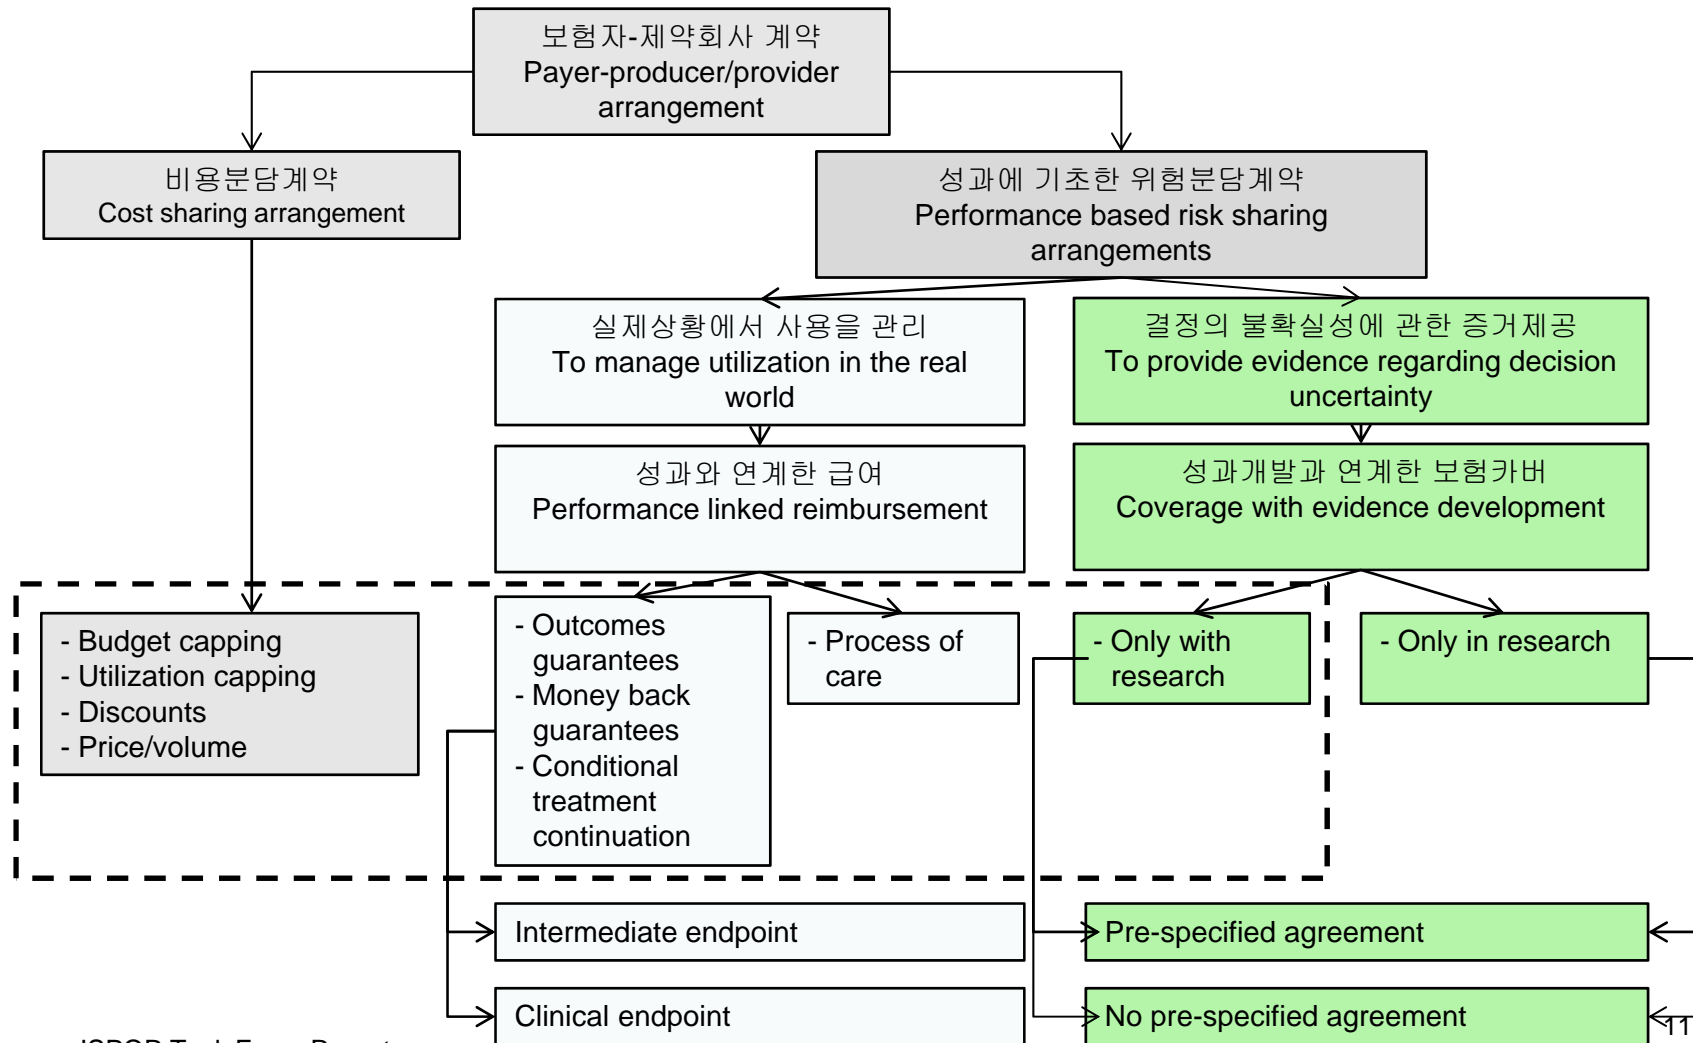 보험자-제약회사 계약
Payer-producer/provider
arrangement
비용분담계약
Cost sharing arrangement
성과에 기초한 위험분담계약
Performance based risk sharing
arrangements
실제상황에서 사용을 관리
To manage utilization in the real
world
결정의 불확실성에 관한 증거제공
To provide evidence regarding decision
uncertainty
성과와 연계한 급여
Performance linked reimbursement
성과개발과 연계한 보험카버
Coverage with evidence development
- Budget capping
- Utilization capping
- Discounts
- Price/volume
- Outcomes
guarantees
- Money back
guarantees
- Conditional
treatment
continuation
- Process of
care
- Only with
research
- Only in research
Intermediate endpoint
Pre-specified agreement
Clinical endpoint
No pre-specified agreement
11